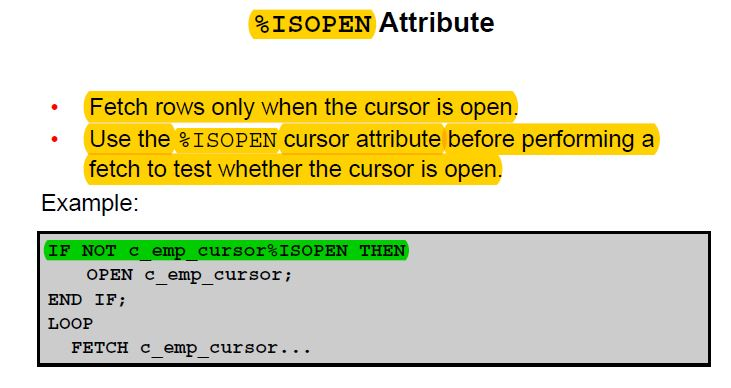 %ISOPEN Attribute
• Fetch rows only when the cursor is open.
• Use the %ISOPEN cursor attribute before performing a
fetch to test whether the cursor is open.
Example:
IF NOT c_emp_cursor%ISOPEN THEN
OPEN c_emp_cursor;
END IF;
LOOP
FETCH c_emp_cursor...